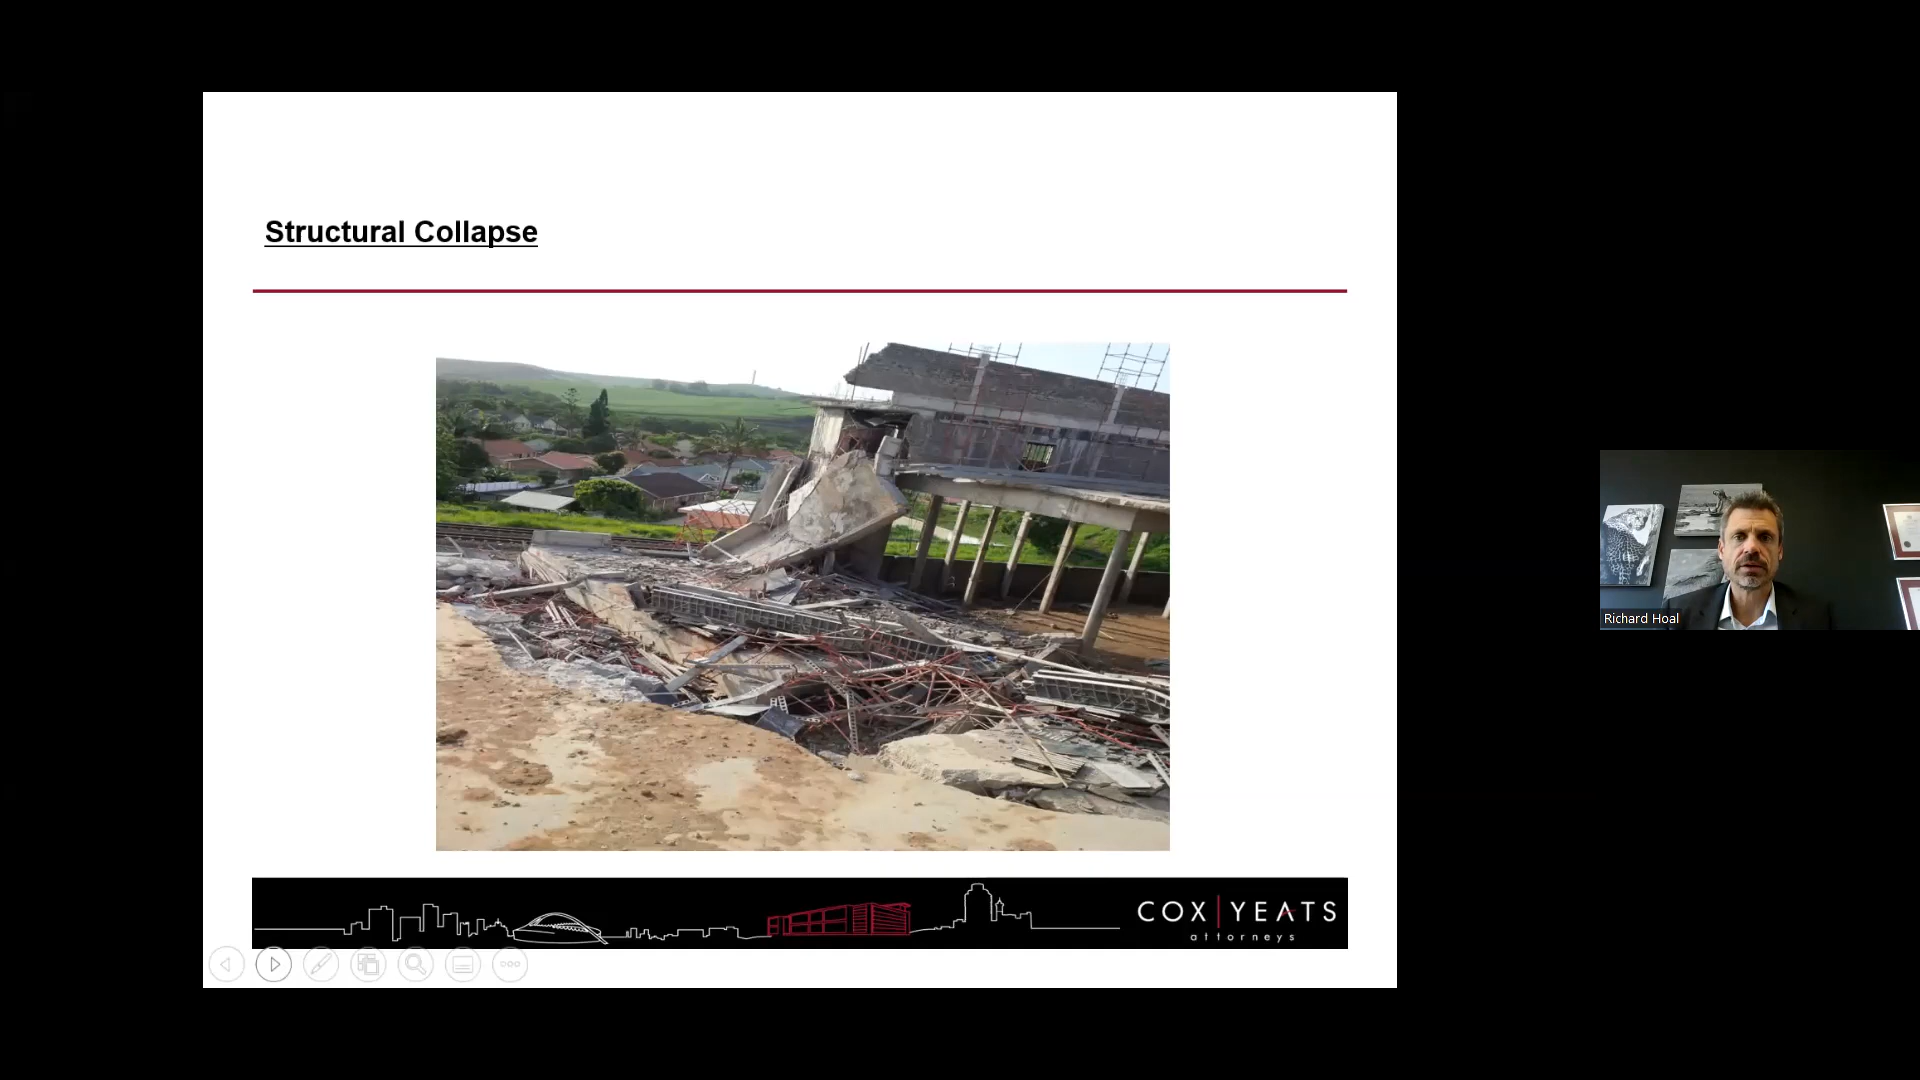 Structural Collapse
COX | YEATS
attorneys
Richard Hoal